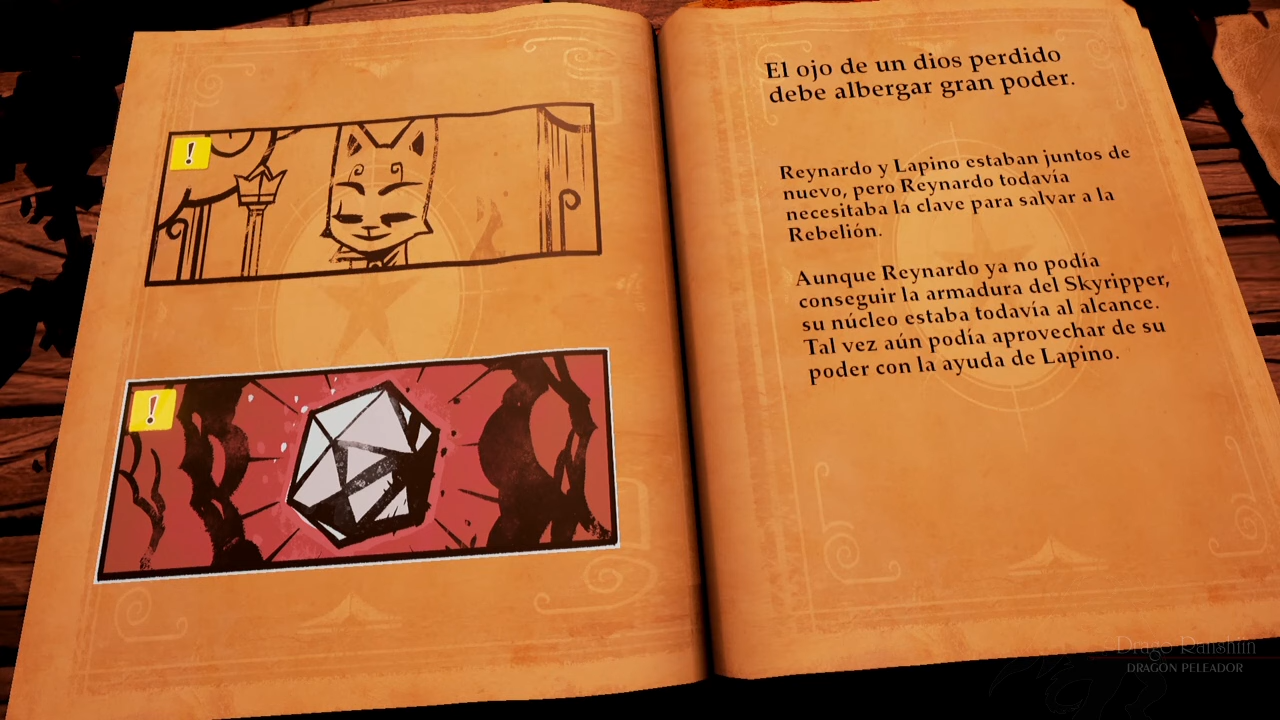 !
!
El ojo de un dios perdido
debe albergar gran poder.
Reynardo y Lapino estaban juntos de
nuevo, pero Reynardo todavía
necesitaba la clave para salvar a la
Rebelión.
Aunque Reynardo ya no podía
conseguir la armadura del Skyripper,
su núcleo estaba todavía al alcance.
Tal vez aún podía aprovechar de su
poder con la ayuda de Lapino.
DRAGON PELEADOR